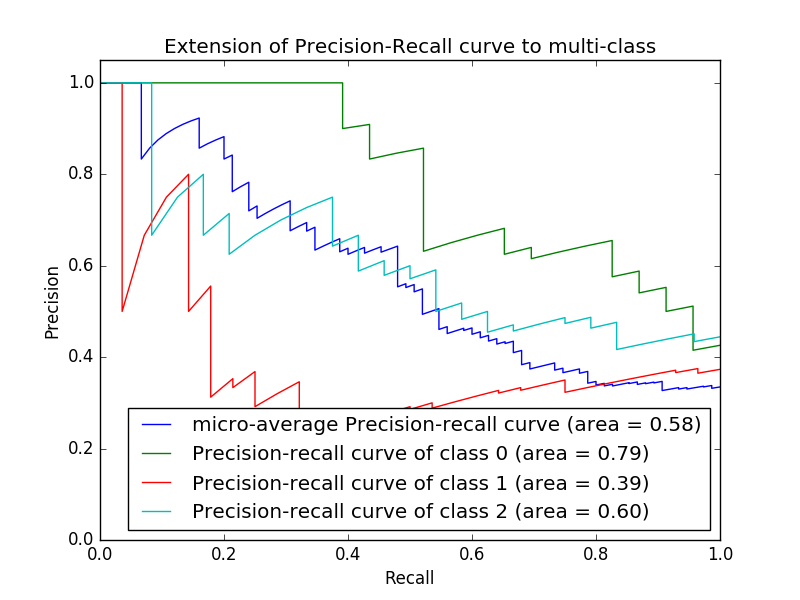 Extension of Precision-Recall curve to multi-class
Precision
1.0
0.8
0.6
0.4
0.2
0.0
micro-average Precision-recall curve (area = 0.58)
Precision-recall curve of class 0 (area = 0.79)
Precision-recall curve of class 1 (area = 0.39)
Precision-recall curve of class 2 (area = 0.60)
0.0 0.2 0.4 0.6 0.8 1.0
Recall